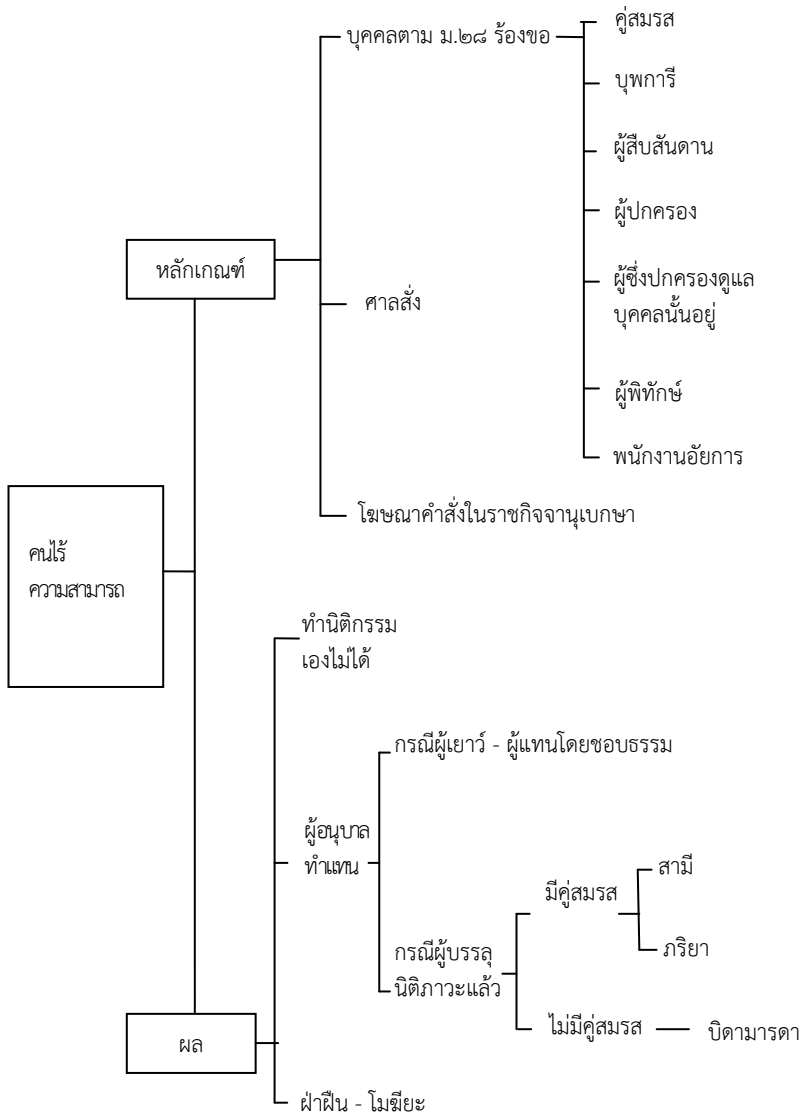 คนไร้
ความสามารถ
หลักเกณฑ์
บุคคลตาม ม.๒๘ ร้องขอ
คู่สมรส
บุพการี
ผู้สืบสันดาน
ผู้ปกครอง
ผู้ซึ่งปกครองดูแล
บุคคลนั้นอยู่
ผู้พิทักษ์
พนักงานอัยการ
ศาลสั่ง
โฆษณาคำสั่งในราชกิจจานุเบกษา
ผล
ทำนิติกรรม
เองไม่ได้
ผู้อนุบาล
ทำแทน
กรณีผู้เยาว์ - ผู้แทนโดยชอบธรรม
กรณีผู้บรรลุ
นิติภาวะแล้ว
มีคู่สมรส
สามี
ภริยา
ไม่มีคู่สมรส
บิดามารดา
ฝ่าฝืน - โมฆียะ